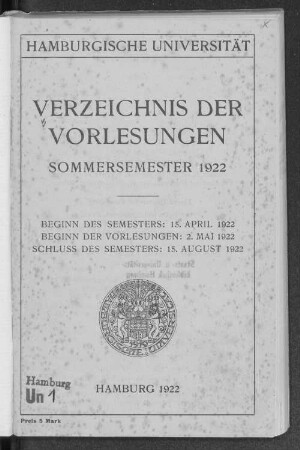 HAMBURGISCHE UNIVERSITÄT
VERZEICHNIS DER
VORLESUNGEN
SOMMERSEMESTER 1922
BEGINN DES SEMESTERS: 15. APRIL 1922
BEGINN DER VORLESUNGEN: 2. MAI 1922
SCHLUSS DES SEMESTERS: 15. AUGUST 1922
HAMBURG 1922
Hamburg
Un 1
Preis 5 Mark